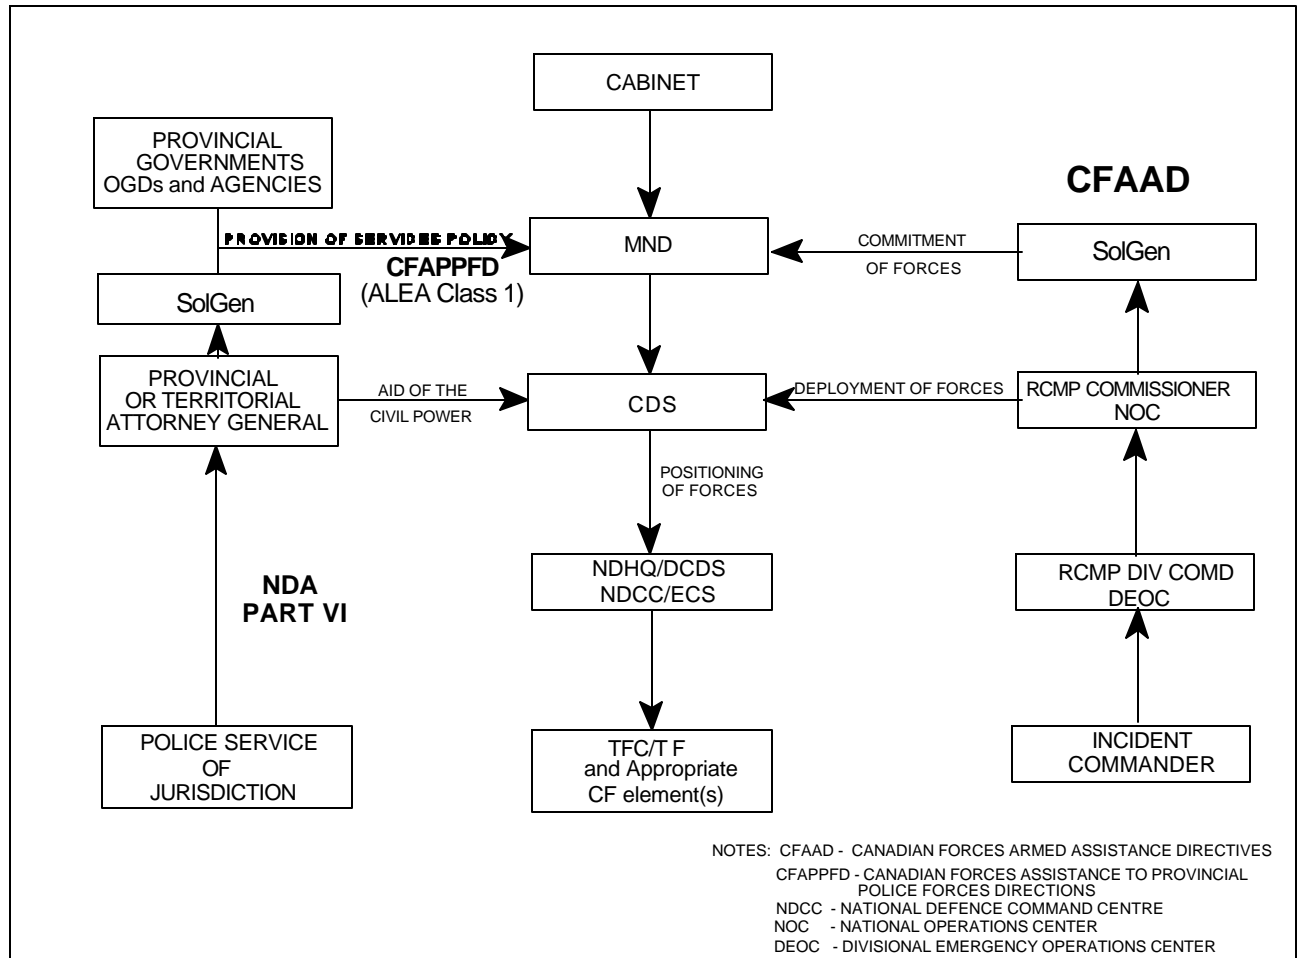 CABINET
PROVINCIAL
GOVERNMENTS
OGDs and AGENCIES
CFAAD
PROVISION OF SERVIDES POLICY
MND
COMMITMENT
OF FORCES
SolGen
CFAPPFD
(ALEA Class 1)
SolGen
PROVINCIAL
OR TERRITORIAL
ATTORNEY GENERAL
AID OF THE
CIVIL POWER
CDS
DEPLOYMENT OF FORCES
RCMP COMMISSIONER
NOC
POSITIONING
OF FORCES
NDA
PART VI
NDHQ/DCDS
NDCC/ECS
RCMP DIV COMD
DEOC
POLICE SERVICE
OF
JURISDICTION
TFC/T F
and Appropriate
CF element(s)
INCIDENT
COMMANDER
NOTES: CFAAD - CANADIAN FORCES ARMED ASSISTANCE DIRECTIVES
CFAPPFD - CANADIAN FORCES ASSISTANCE TO PROVINCIAL
POLICE FORCES DIRECTIONS
NDCC - NATIONAL DEFENCE COMMAND CENTRE
NOC - NATIONAL OPERATIONS CENTER
DEOC - DIVISIONAL EMERGENCY OPERATIONS CENTER